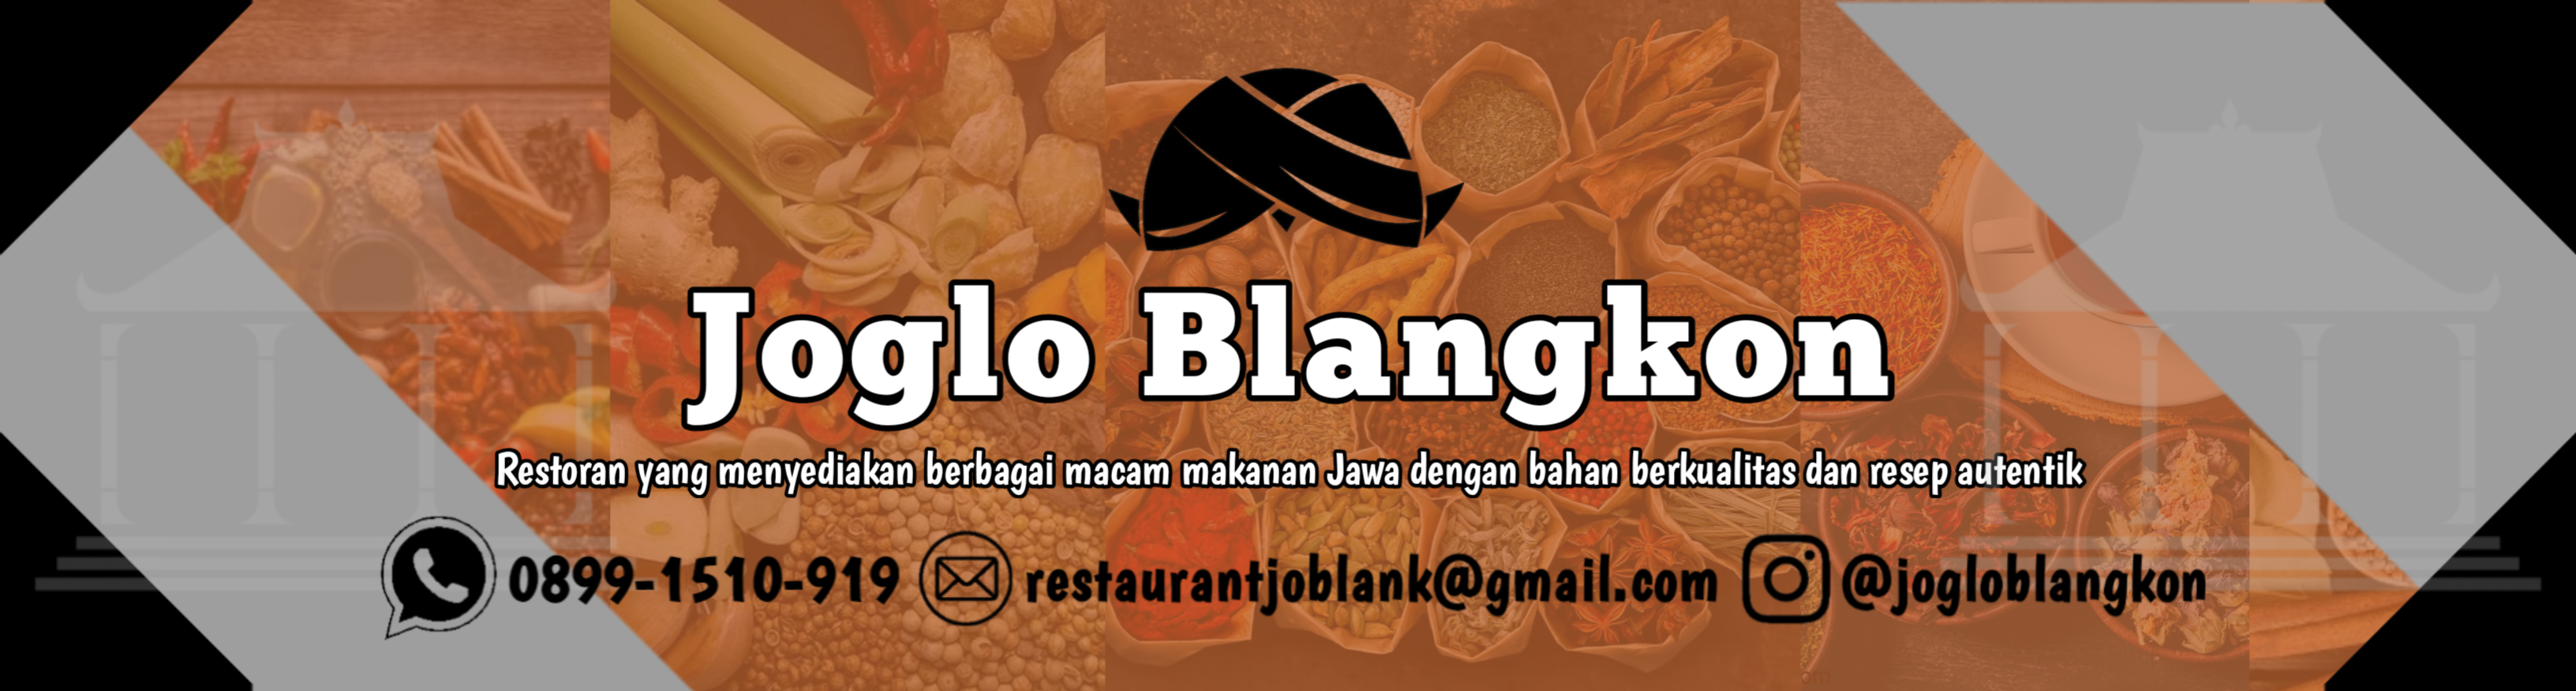 Joglo Blangkon
Restoran yang menyediakan berbagai macam makanan Jawa dengan bahan berkualitas dan resep autentik
0899-1510-919 restaurantjoblank@gmail.com @jogloblangkon